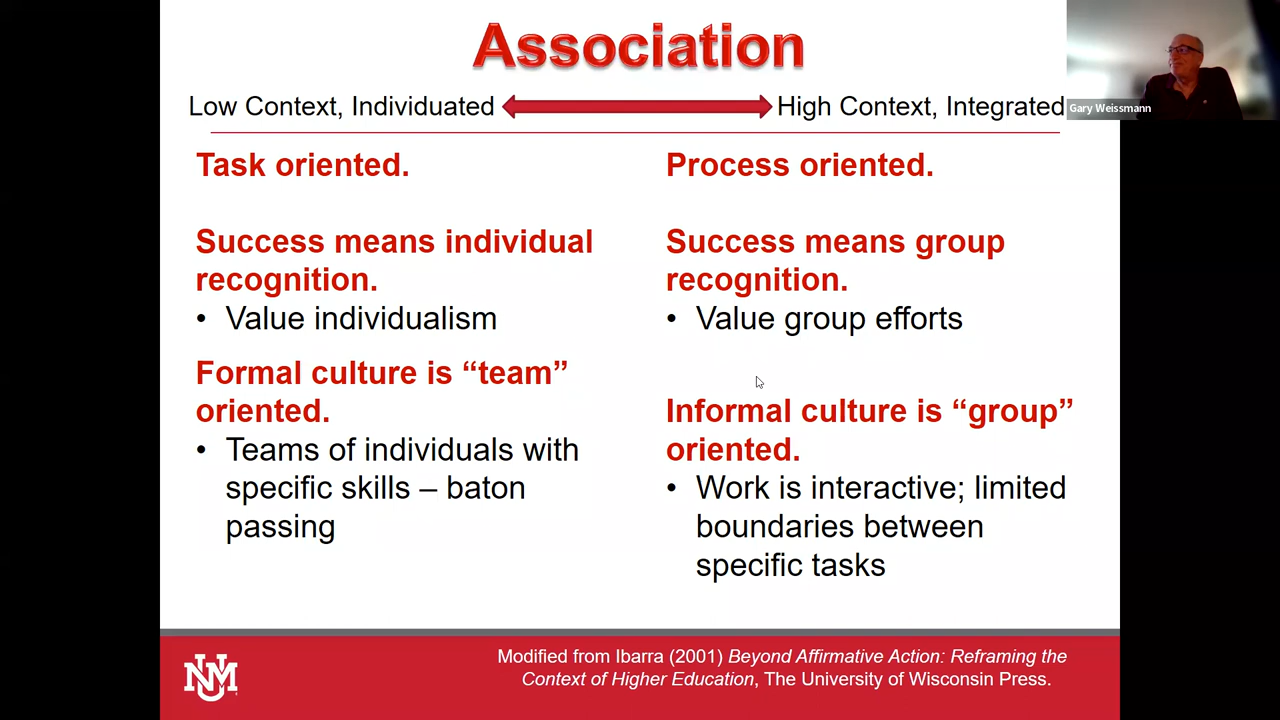 Association
Low Context, Individuated
High Context, Integrated
Gary Weissmann
Task oriented.
Success means individual
recognition.
• Value individualism
Formal culture is “team”
oriented.
• Teams of individuals with
specific skills – baton
passing
Process oriented.
Success means group
recognition.
• Value group efforts
Informal culture is “group”
oriented.
• Work is interactive; limited
boundaries between
specific tasks
UNM
Modified from Ibarra (2001) Beyond Affirmative Action: Reframing the
Context of Higher Education, The University of Wisconsin Press.